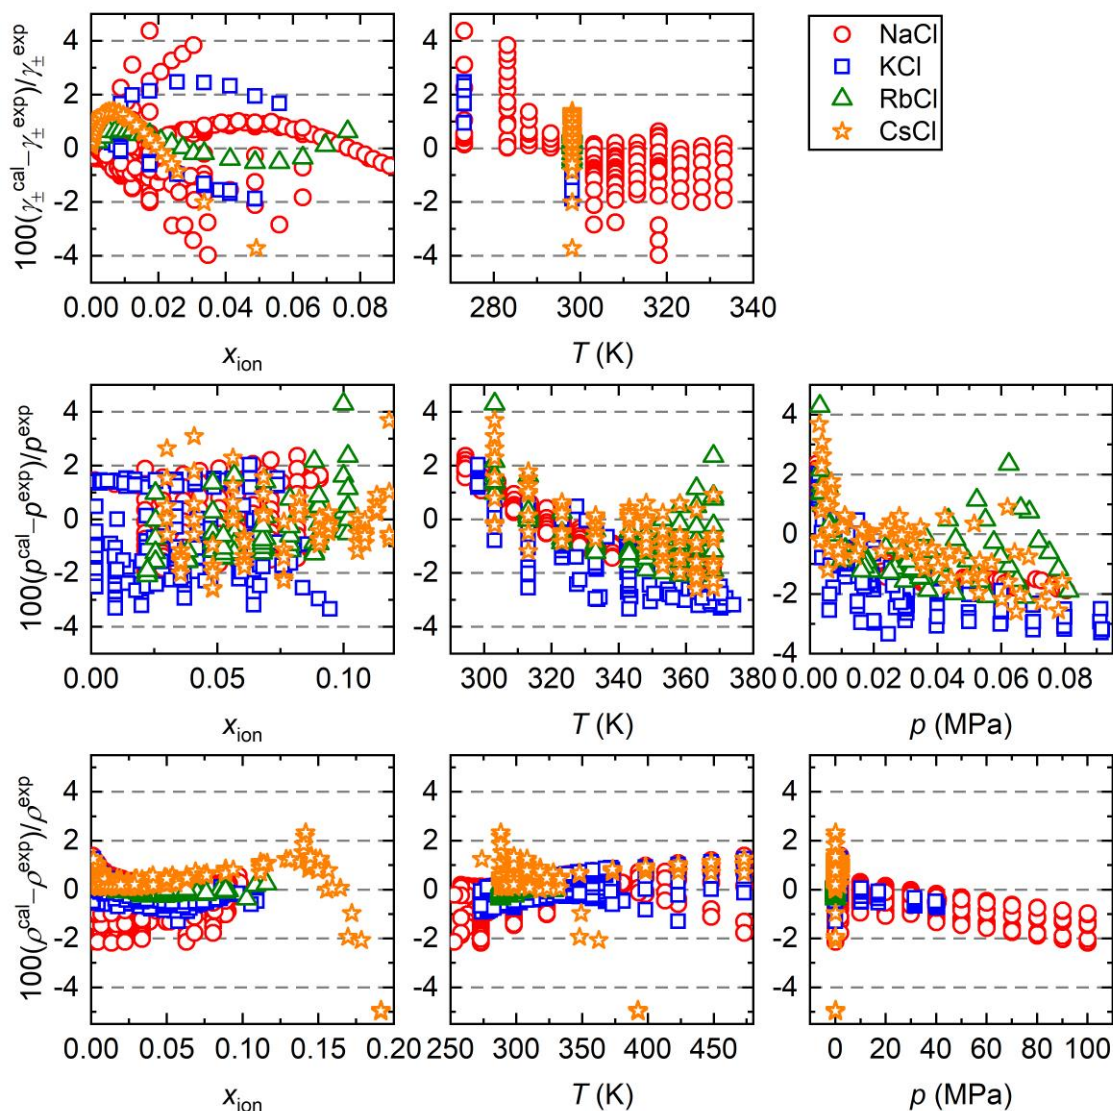 100(γ±cal−γ±exp)/γ±exp
4
2
0
-2
-4
0.00 0.02 0.04 0.06 0.08
xion
4
2
0
-2
-4
280 300 320 340
T (K)
NaCl
KCl
RbCl
CsCl
100(pcal−pexp)/pexp
4
2
0
-2
-4
0.00 0.05 0.10
xion
4
2
0
-2
-4
300 320 340 360 380
T (K)
4
2
0
-2
-4
0.00 0.02 0.04 0.06 0.08
p (MPa)
100(ρcal−ρexp)/ρexp
4
2
0
-2
-4
0.00 0.05 0.10 0.15 0.20
xion
4
2
0
-2
-4
250 300 350 400 450
T (K)
4
2
0
-2
-4
0 20 40 60 80 100
p (MPa)